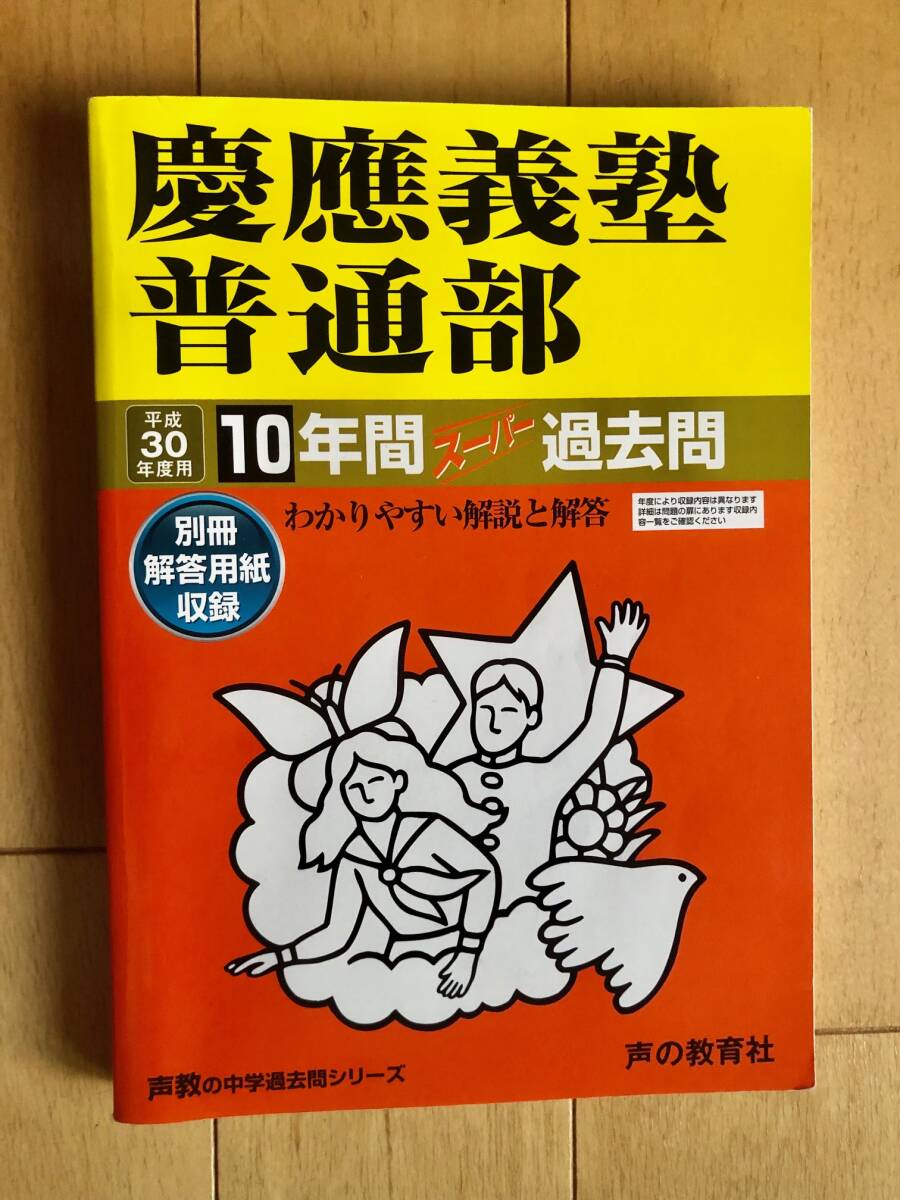 慶應義塾
普通部
平成
30
年度用
10年間スーパー過去問
わかりやすい解説と解答
年度により収録内容は異なります
詳細は問題の扉にあります収録内
容一覧をご確認ください
別冊
解答用紙
収録
声の教育社
声教の中学過去問シリーズ